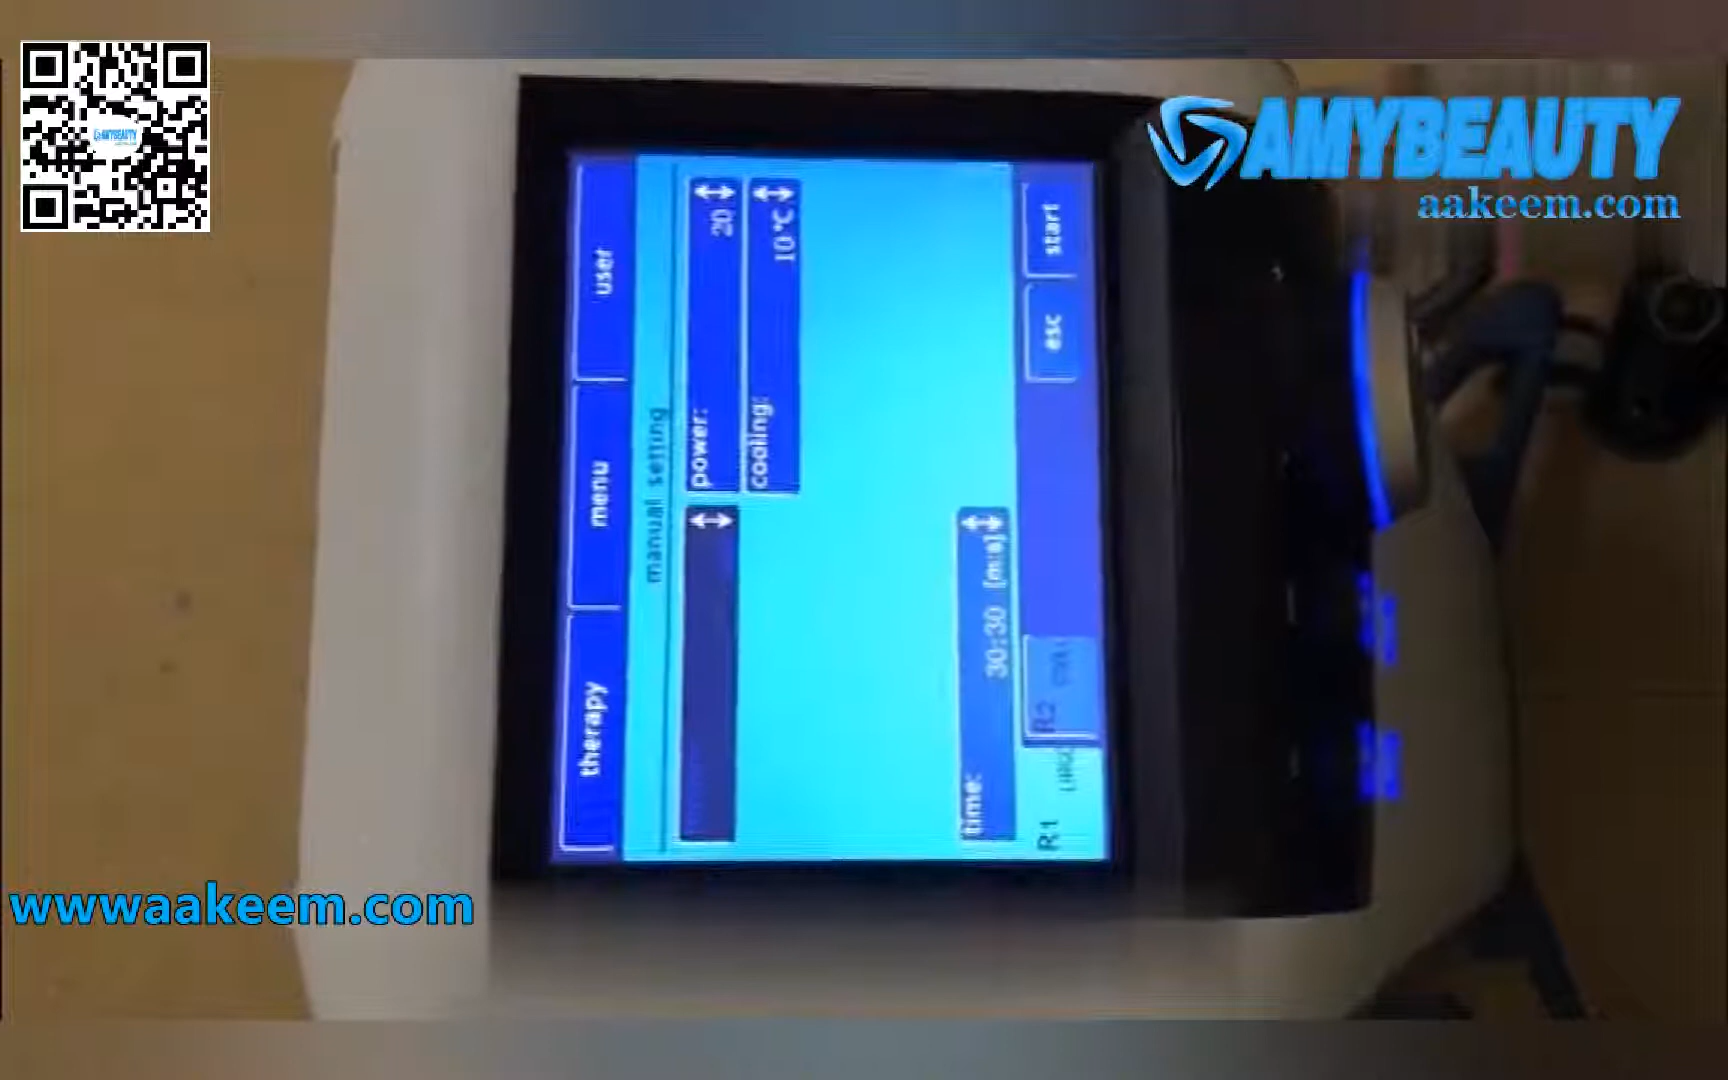 AMYBEAUTY
aakeem.com
therapy
menu
user
manual setting
power: 20
cooling: 10°C
time: 30:30 [m:s]
R1
R2
esc
start
wwwaakeem.com